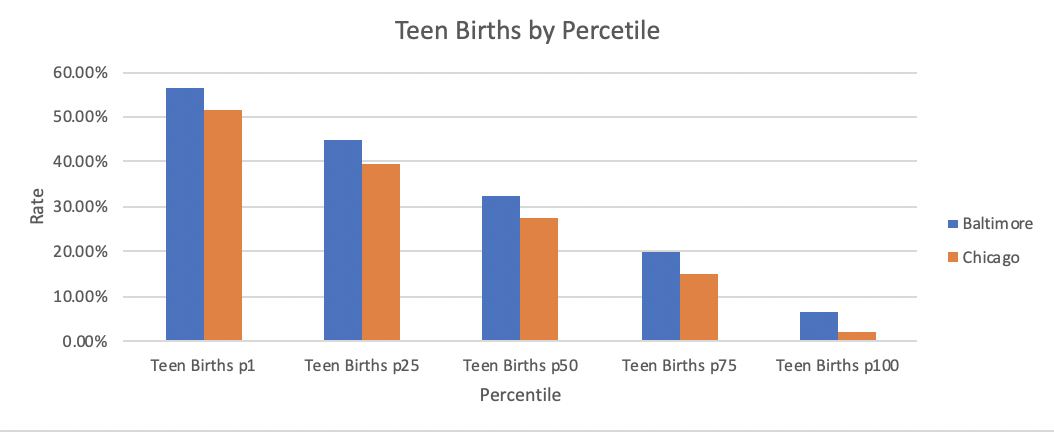 Teen Births by Percetile
60.00%
50.00%
40.00%
30.00%
20.00%
10.00%
0.00%
Rate
Teen Births p1
Teen Births p25
Teen Births p50
Teen Births p75
Teen Births p100
Percentile
Baltimore
Chicago